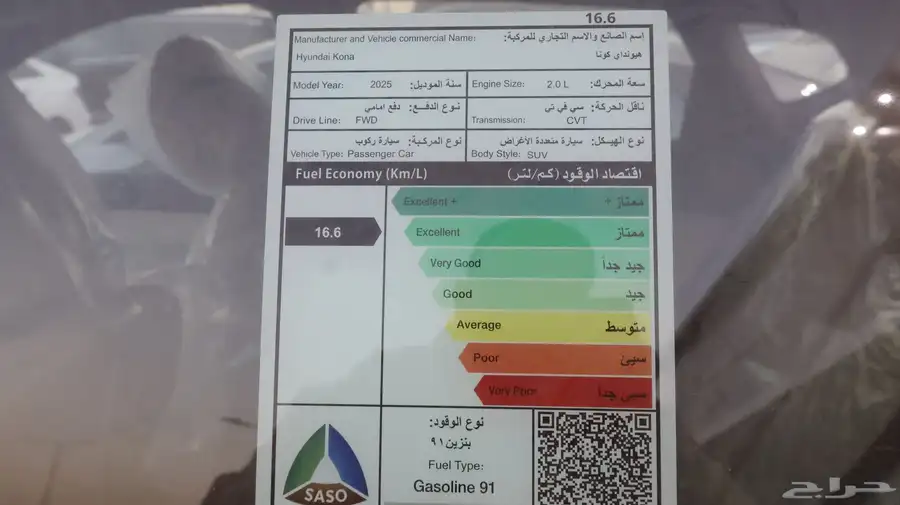 16.6
Manufacturer and Vehicle commercial Name: اسم الصانع والاسم التجاري للمركبة:
Hyundai Kona هيونداي كونا
Model Year: 2025 سنة الموديل: Engine Size: 2.0 L سعة المحرك:
نوع الدفع: دفع امامي ناقل الحركة: سي في تي
Drive Line: FWD Transmission: CVT
نوع المركبة: سيارة ركوب نوع الهيكل: سيارة متعددة الأغراض
Vehicle Type: Passenger Car Body Style: SUV
Fuel Economy (Km/L) اقتصاد الوقود (كم/لتر)
Excellent + ممتاز +
16.6 Excellent ممتاز
Very Good جيد جداً
Good جيد
Average متوسط
Poor سيئ
Very Poor سيئ جداً
نوع الوقود:
بنزين ٩١
Fuel Type:
Gasoline 91
SASO
حراج